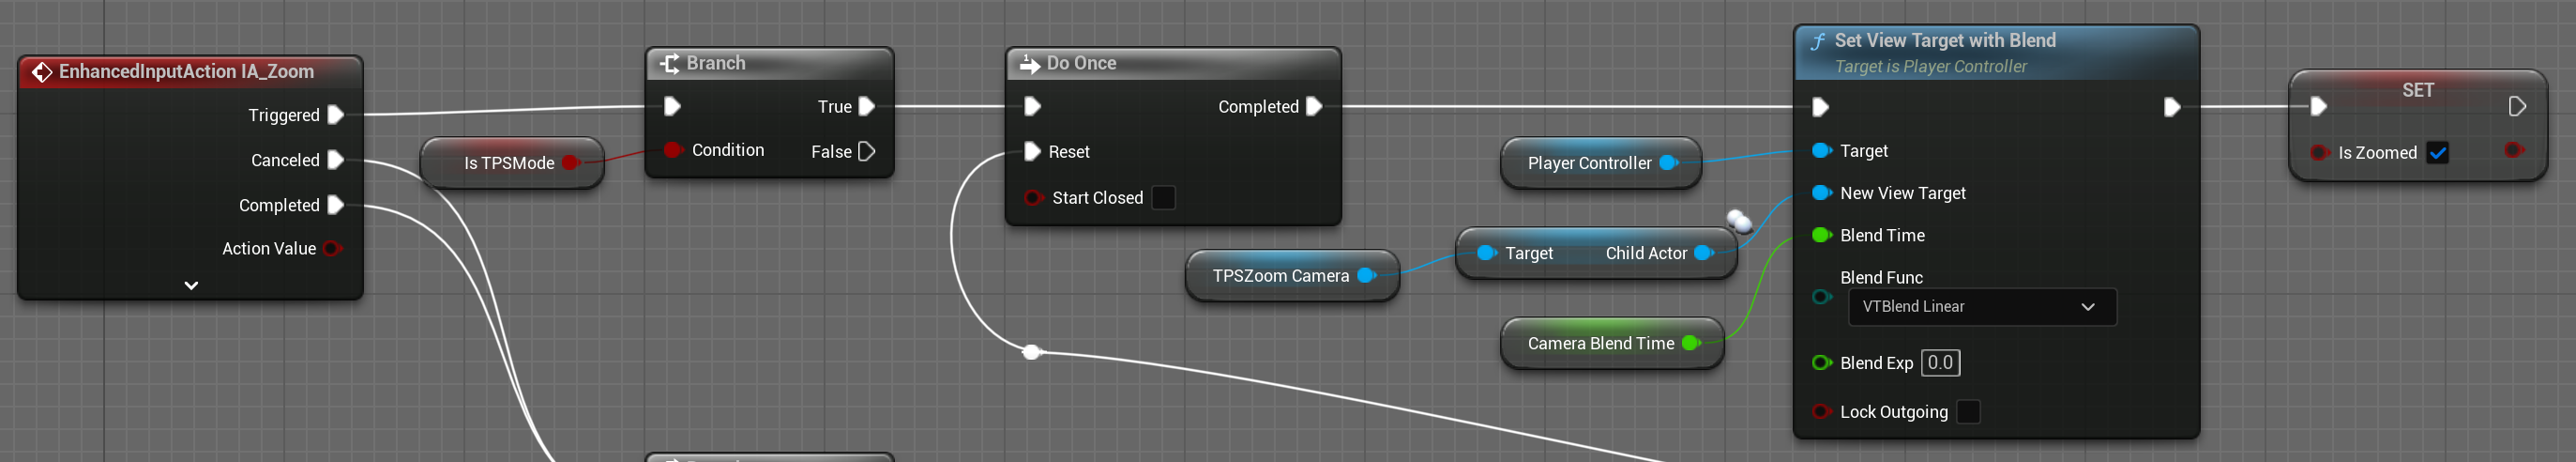 EnhancedInputAction IA_Zoom
Triggered
Canceled
Completed
Action Value
Is TPSMode
Branch
True
Condition
False
Do Once
Completed
Reset
Start Closed
TPSZoom Camera
Target
Child Actor
Player Controller
Camera Blend Time
f Set View Target with Blend
Target is Player Controller
Target
New View Target
Blend Time
Blend Func
VTBlend Linear
Blend Exp 0.0
Lock Outgoing
SET
Is Zoomed